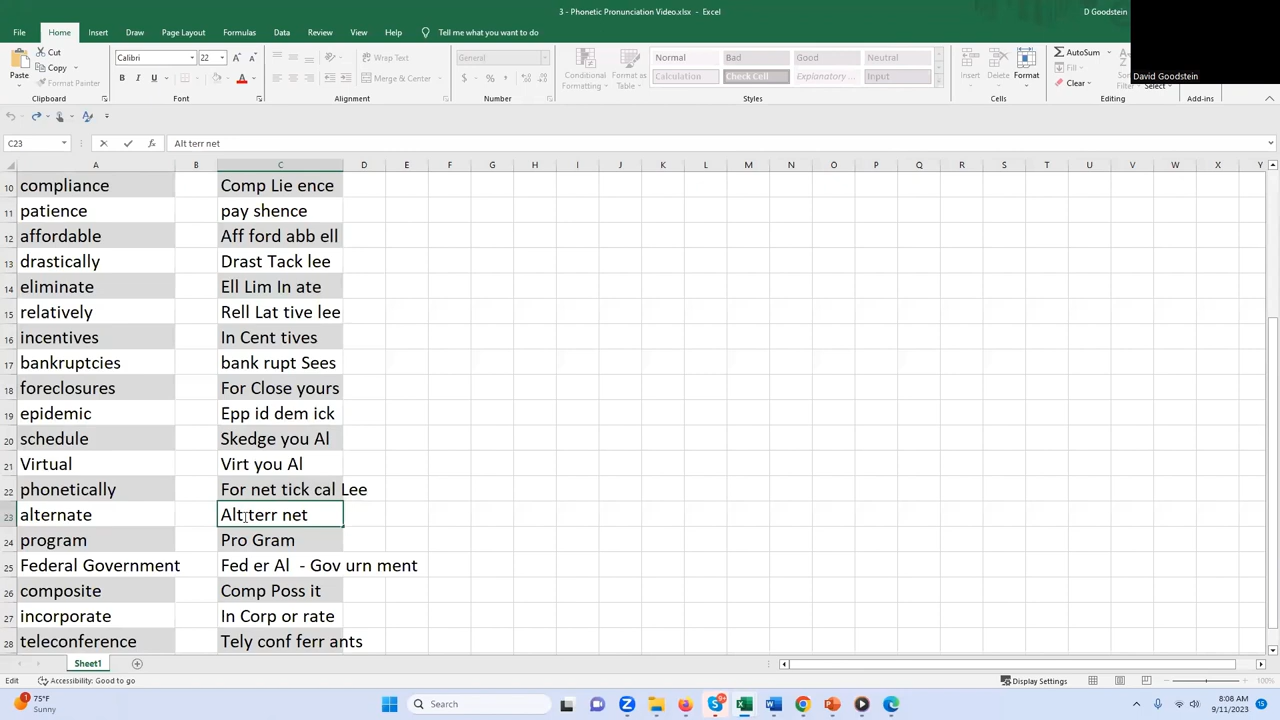 3 - Phonetic Pronunciation Video.xlsx - Excel
D Goodstein
File Home Insert Draw Page Layout Formulas Data Review View Help Tell me what you want to do
Paste
Cut
Copy
Format Painter
Clipboard
Calibri 22
B I U
Font
Wrap Text
Merge & Center
Alignment
General
Number
Conditional Formatting
Format as Table
Normal Bad Good Neutral
Calculation Check Cell Explanatory ... Input
Styles
Insert Delete Format
Cells
AutoSum
Fill
Clear
Select
Editing
Add-ins
David Goodstein
C23 fx Alt terr net
A B C D E F G H I J K L M N O P Q R S T U V W X Y
10 compliance Comp Lie ence
11 patience pay shence
12 affordable Aff ford abb ell
13 drastically Drast Tack lee
14 eliminate Ell Lim In ate
15 relatively Rell Lat tive lee
16 incentives In Cent tives
17 bankruptcies bank rupt Sees
18 foreclosures For Close yours
19 epidemic Epp id dem ick
20 schedule Skedge you Al
21 Virtual Virt you Al
22 phonetically For net tick cal Lee
23 alternate Alt terr net
24 program Pro Gram
25 Federal Government Fed er Al - Gov urn ment
26 composite Comp Poss it
27 incorporate In Corp or rate
28 teleconference Tely conf ferr ants
Sheet1
Edit Accessibility: Good to go Display Settings 100%
1 75°F
Sunny
Search
8:08 AM
9/11/2023